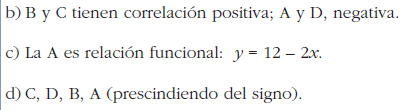 b) B y C tienen correlación positiva; A y D, negativa.
c) La A es relación funcional: y = 12 – 2x.
d) C, D, B, A (prescindiendo del signo).